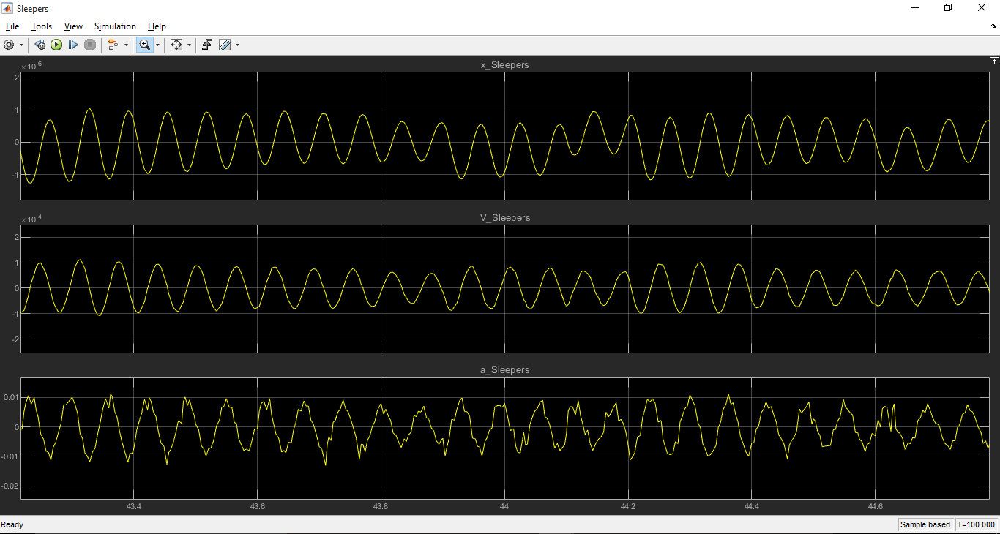 Sleepers
File Tools View Simulation Help
×10-6
x_Sleepers
2
1
0
-1
×10-4
V_Sleepers
2
1
0
-1
-2
a_Sleepers
0.01
0
-0.01
-0.02
43.4 43.6 43.8 44 44.2 44.4 44.6
Ready Sample based T=100.000